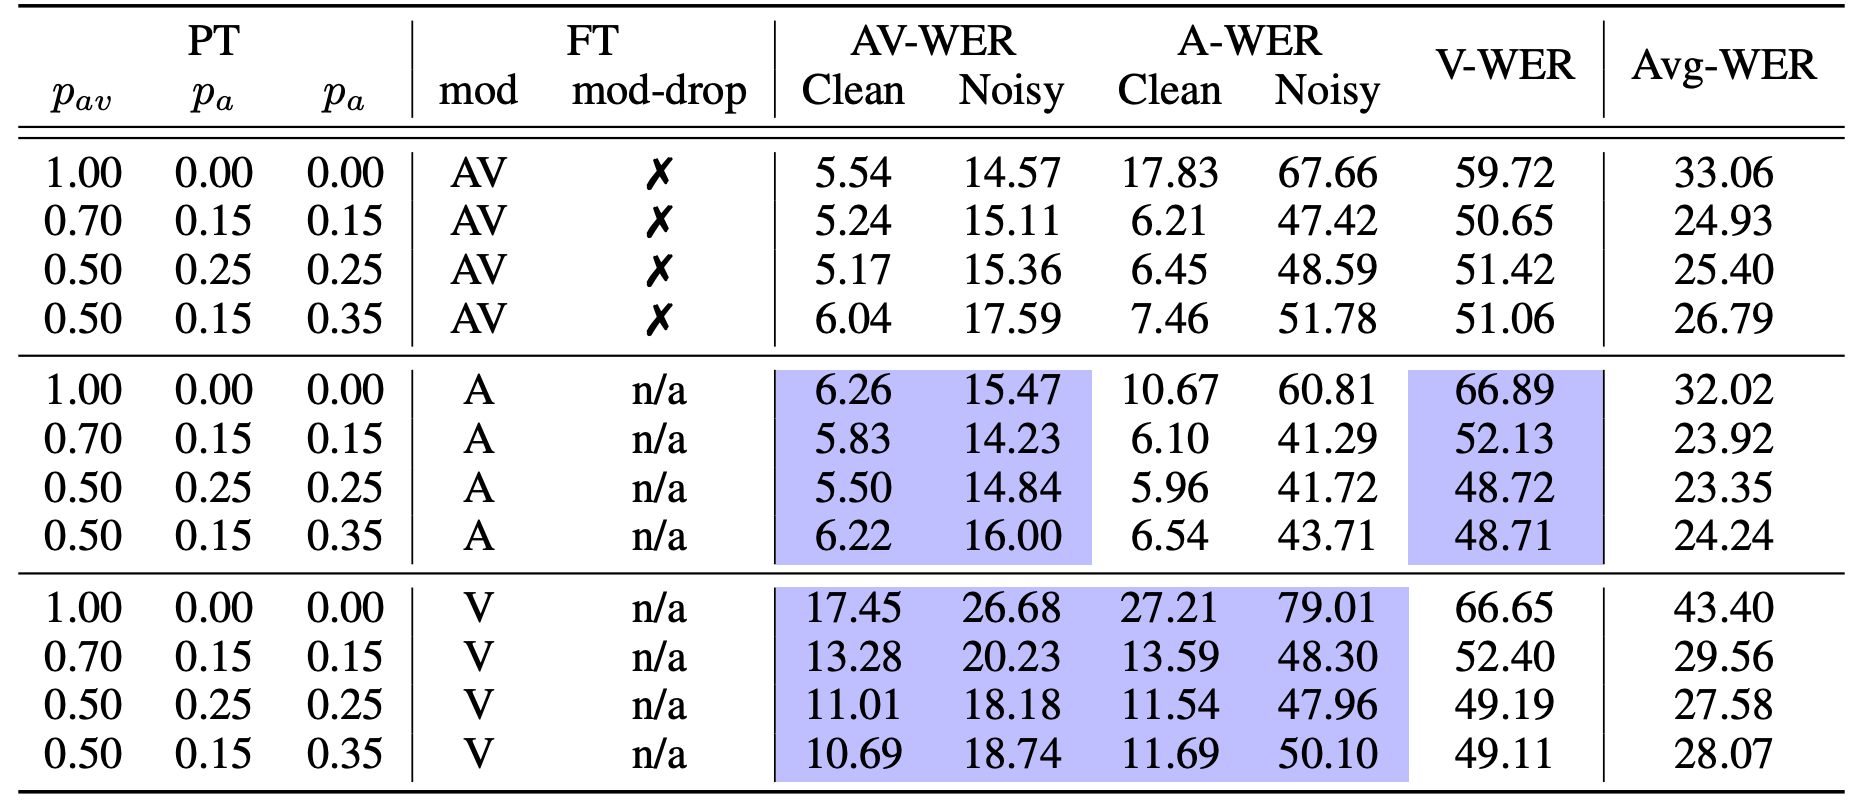 PT FT AV-WER A-WER V-WER Avg-WER
p_av p_a p_a mod mod-drop Clean Noisy Clean Noisy
1.00 0.00 0.00 AV ✗ 5.54 14.57 17.83 67.66 59.72 33.06
0.70 0.15 0.15 AV ✗ 5.24 15.11 6.21 47.42 50.65 24.93
0.50 0.25 0.25 AV ✗ 5.17 15.36 6.45 48.59 51.42 25.40
0.50 0.15 0.35 AV ✗ 6.04 17.59 7.46 51.78 51.06 26.79
1.00 0.00 0.00 A n/a 6.26 15.47 10.67 60.81 66.89 32.02
0.70 0.15 0.15 A n/a 5.83 14.23 6.10 41.29 52.13 23.92
0.50 0.25 0.25 A n/a 5.50 14.84 5.96 41.72 48.72 23.35
0.50 0.15 0.35 A n/a 6.22 16.00 6.54 43.71 48.71 24.24
1.00 0.00 0.00 V n/a 17.45 26.68 27.21 79.01 66.65 43.40
0.70 0.15 0.15 V n/a 13.28 20.23 13.59 48.30 52.40 29.56
0.50 0.25 0.25 V n/a 11.01 18.18 11.54 47.96 49.19 27.58
0.50 0.15 0.35 V n/a 10.69 18.74 11.69 50.10 49.11 28.07